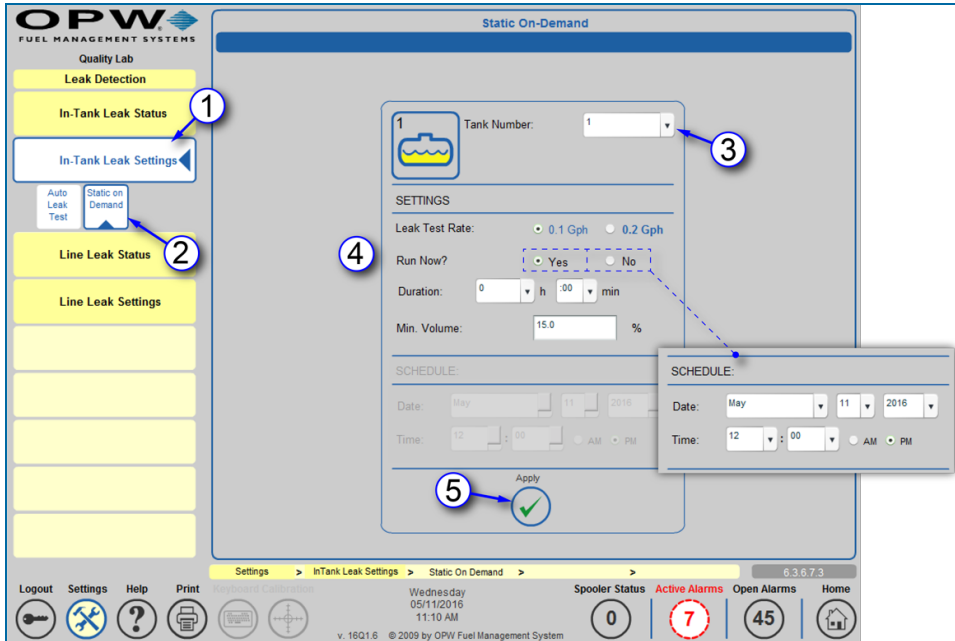 OPW
FUEL MANAGEMENT SYSTEMS
Quality Lab
Leak Detection
In-Tank Leak Status
1
In-Tank Leak Settings
Auto
Leak
Test
Static on
Demand
2
Line Leak Status
Line Leak Settings
Static On-Demand
1
Tank Number:
1
3
SETTINGS
4
Leak Test Rate: 0.1 Gph 0.2 Gph
Run Now? Yes No
Duration: 0 h :00 min
Min. Volume: 15.0 %
SCHEDULE:
Date: May 11 2016
Time: 12 : 00 AM PM
SCHEDULE:
Date: May 11 2016
Time: 12 : 00 AM PM
5
Apply
Settings > InTank Leak Settings > Static On Demand > >
6.3.6.7.3
Logout Settings Help Print Keyboard Calibration
Wednesday
05/11/2016
11:10 AM
v. 16Q1.6 © 2009 by OPW Fuel Management System
Spooler Status Active Alarms Open Alarms Home
0 7 45